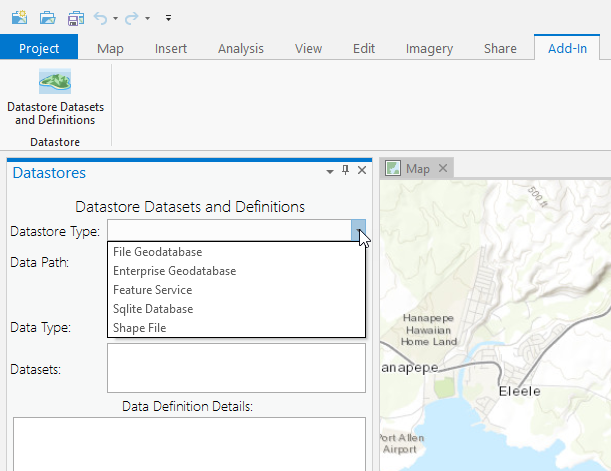 Project Map Insert Analysis View Edit Imagery Share Add-In
Datastore Datasets
and Definitions
Datastore
Datastores
Datastore Datasets and Definitions
Datastore Type:
File Geodatabase
Enterprise Geodatabase
Feature Service
Sqlite Database
Shape File
Data Path:
Data Type:
Datasets:
Data Definition Details:
Map
500 ft
Hanapepe
Hawaiian
Home Land
anapepe
Eleele
Port Allen
Airport